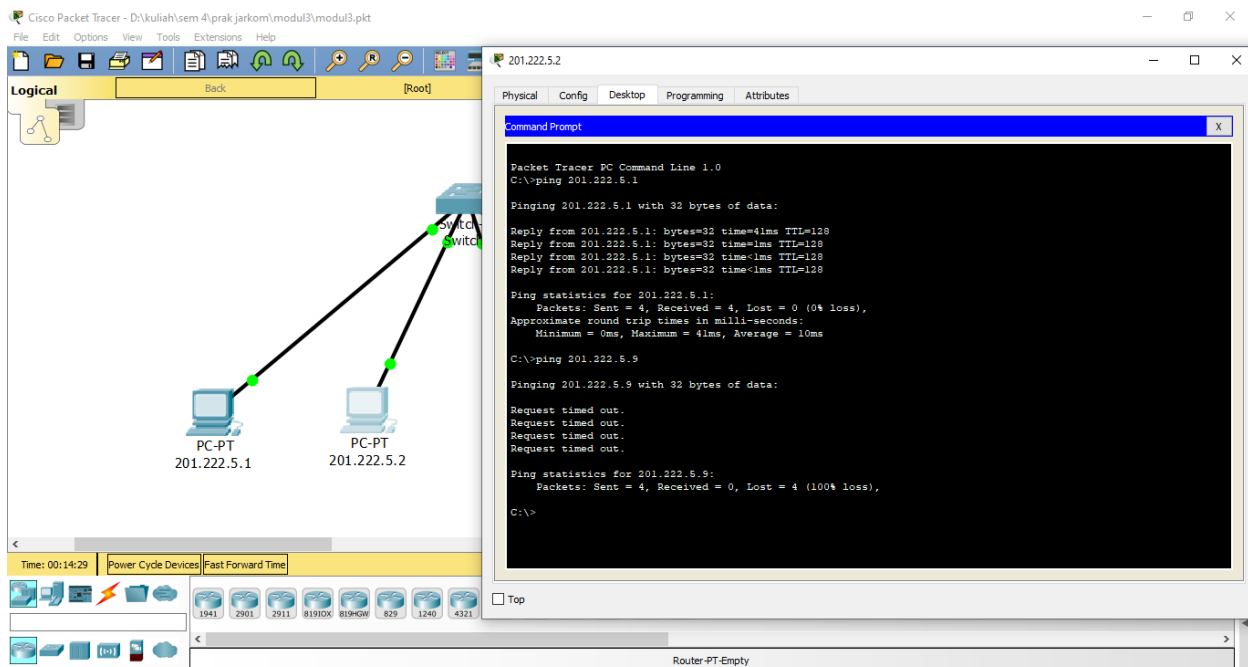 Cisco Packet Tracer - D:\kuliah\sem 4\prak jarkom\modul3\modul3.pkt
File Edit Options View Tools Extensions Help
Logical
Back
[Root]
Switch
Switch
PC-PT
201.222.5.1
PC-PT
201.222.5.2
Time: 00:14:29
Power Cycle Devices
Fast Forward Time
1941 2901 2911 819IOX 819HGW 829 1240 4321
Router-PT-Empty
201.222.5.2
Physical Config Desktop Programming Attributes
Command Prompt
X
Packet Tracer PC Command Line 1.0
C:\>ping 201.222.5.1
Pinging 201.222.5.1 with 32 bytes of data:
Reply from 201.222.5.1: bytes=32 time=41ms TTL=128
Reply from 201.222.5.1: bytes=32 time=1ms TTL=128
Reply from 201.222.5.1: bytes=32 time<1ms TTL=128
Reply from 201.222.5.1: bytes=32 time<1ms TTL=128
Ping statistics for 201.222.5.1:
Packets: Sent = 4, Received = 4, Lost = 0 (0% loss),
Approximate round trip times in milli-seconds:
Minimum = 0ms, Maximum = 41ms, Average = 10ms
C:\>ping 201.222.5.9
Pinging 201.222.5.9 with 32 bytes of data:
Request timed out.
Request timed out.
Request timed out.
Request timed out.
Ping statistics for 201.222.5.9:
Packets: Sent = 4, Received = 0, Lost = 4 (100% loss),
C:\>
Top